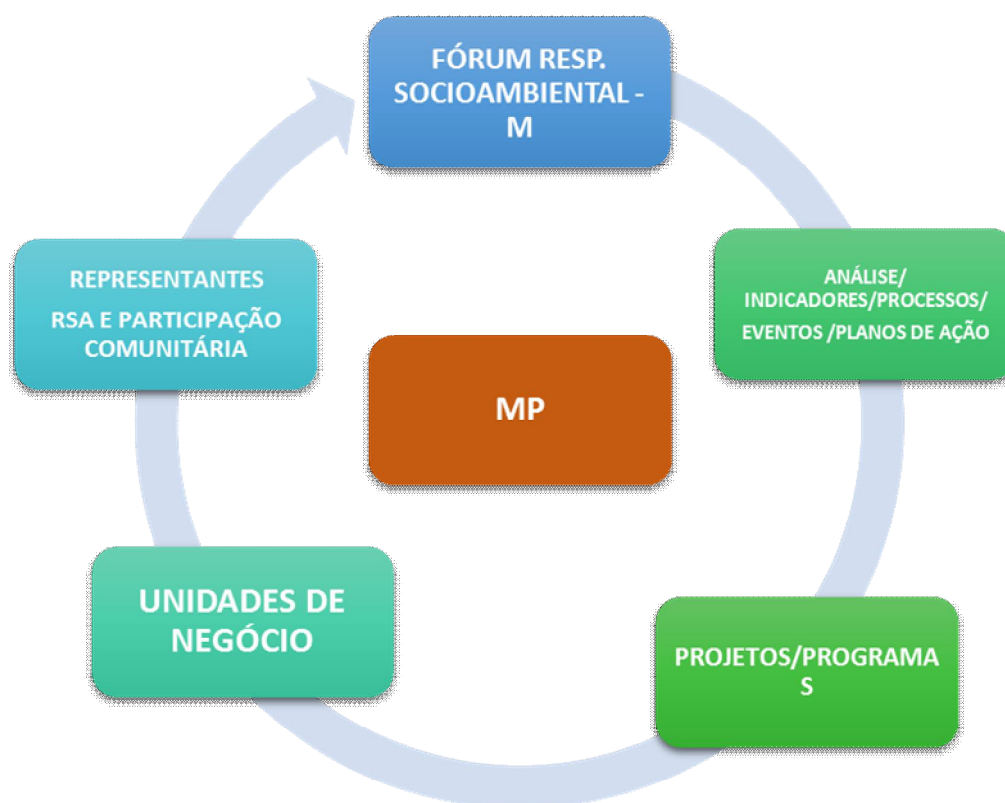 FÓRUM RESP.
SOCIOAMBIENTAL -
M
REPRESENTANTES
RSA E PARTICIPAÇÃO
COMUNITÁRIA
ANÁLISE/
INDICADORES/PROCESSOS/
EVENTOS /PLANOS DE AÇÃO
MP
UNIDADES DE
NEGÓCIO
PROJETOS/PROGRAMA
S